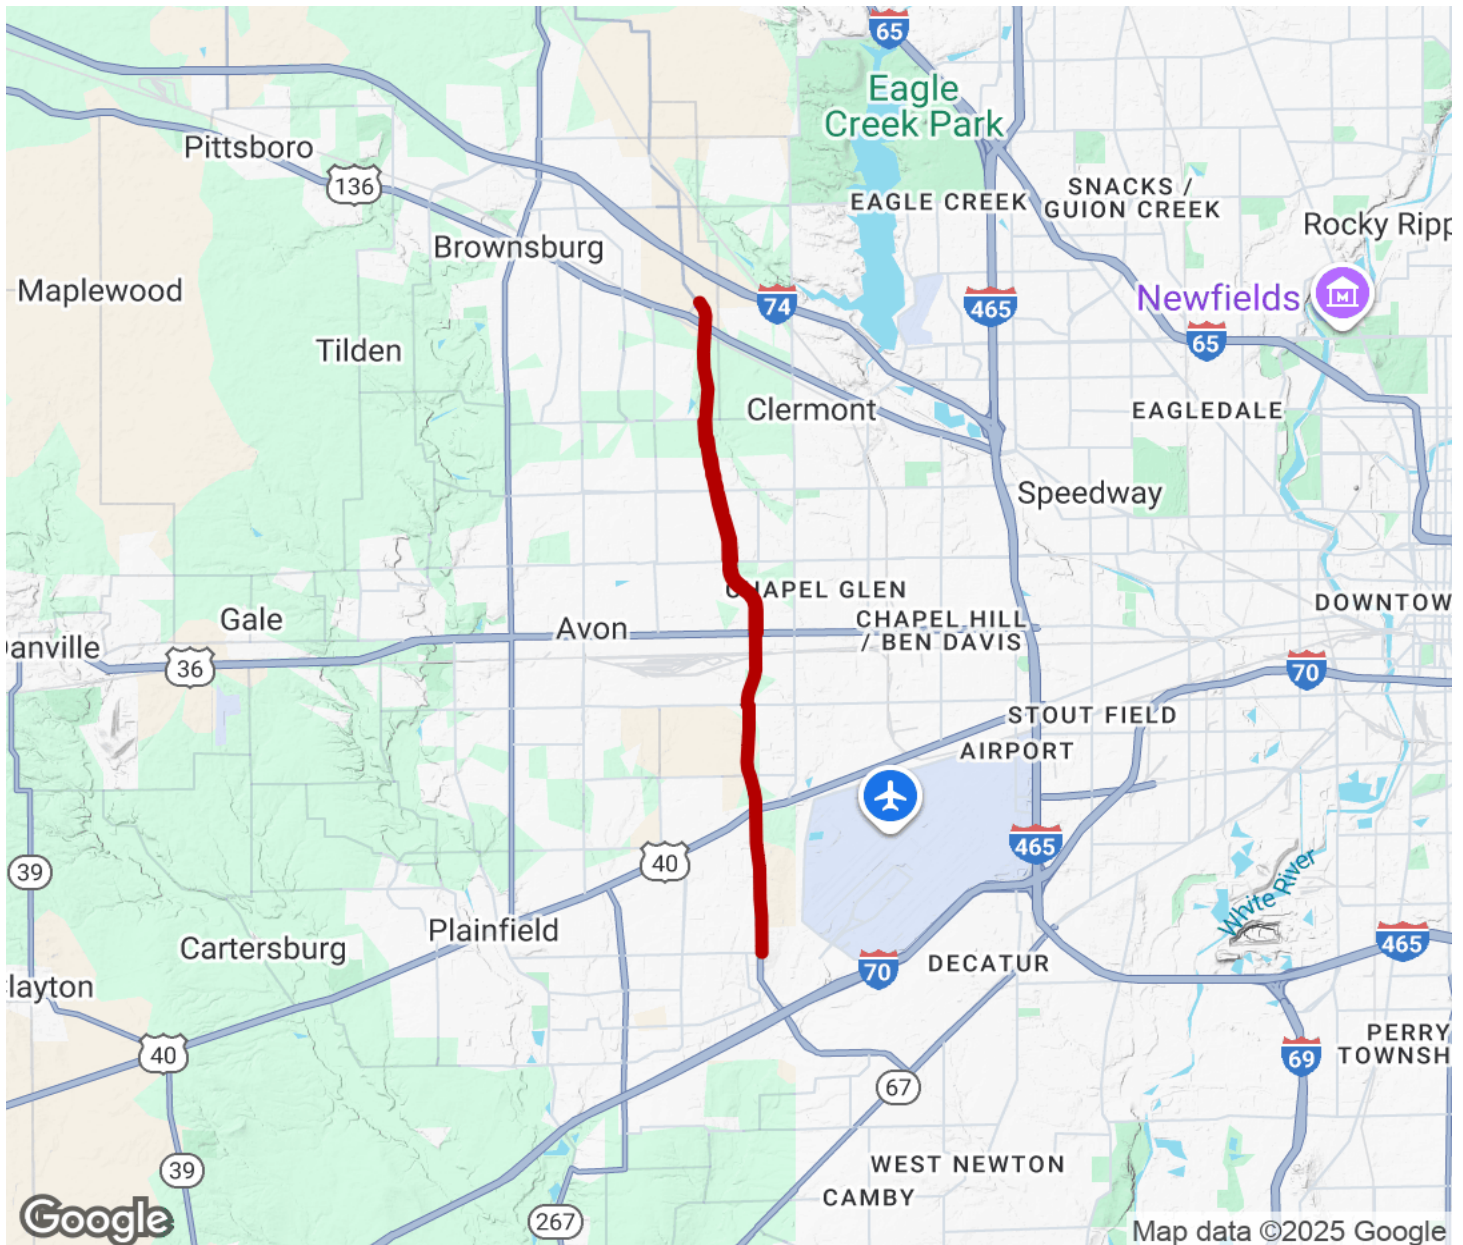 65
Eagle
Creek Park
Pittsboro
136
SNACKS /
GUION CREEK
EAGLE CREEK
Rocky Ripp
Brownsburg
Maplewood
74
465
Newfields
M
65
Tilden
Clermont
EAGLEDALE
Speedway
CHAPEL GLEN
DOWNTOW
Gale
Avon
CHAPEL HILL
/ BEN DAVIS
Danville
36
70
STOUT FIELD
AIRPORT
465
40
39
White River
Plainfield
Cartersburg
465
70
DECATUR
layton
40
PERRY
TOWNSH
69
67
39
WEST NEWTON
CAMBY
267
Google
Map data ©2025 Google